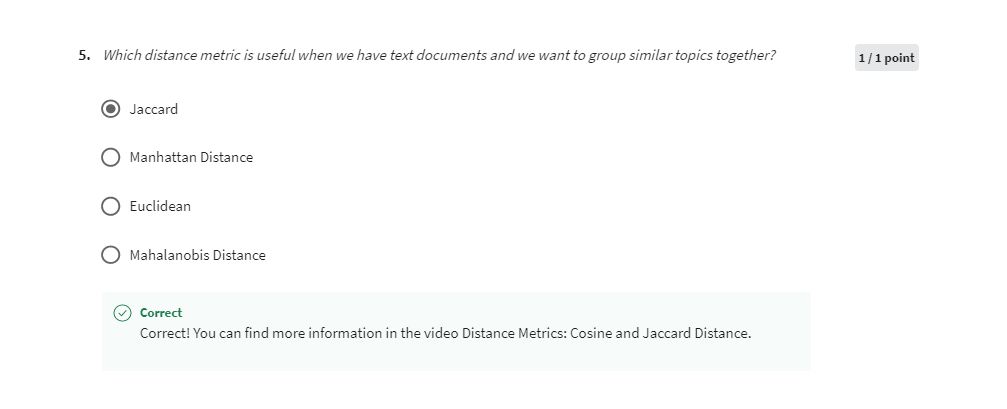 5. Which distance metric is useful when we have text documents and we want to group similar topics together?
1 / 1 point
Jaccard
Manhattan Distance
Euclidean
Mahalanobis Distance
Correct
Correct! You can find more information in the video Distance Metrics: Cosine and Jaccard Distance.